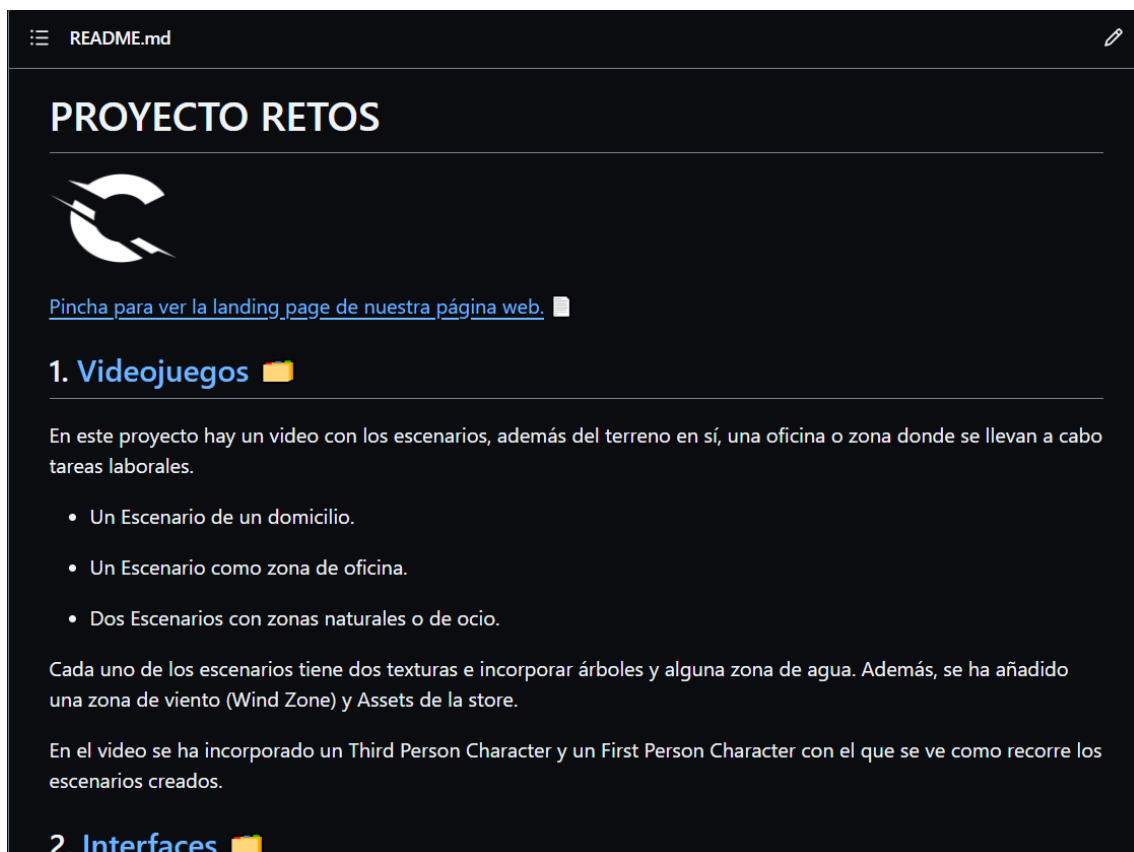 README.md
PROYECTO RETOS
Pincha para ver la landing page de nuestra página web.
1. Videojuegos
En este proyecto hay un video con los escenarios, además del terreno en sí, una oficina o zona donde se llevan a cabo
tareas laborales.
• Un Escenario de un domicilio.
• Un Escenario como zona de oficina.
• Dos Escenarios con zonas naturales o de ocio.
Cada uno de los escenarios tiene dos texturas e incorporar árboles y alguna zona de agua. Además, se ha añadido
una zona de viento (Wind Zone) y Assets de la store.
En el video se ha incorporado un Third Person Character y un First Person Character con el que se ve como recorre los
escenarios creados.
2. Interfaces